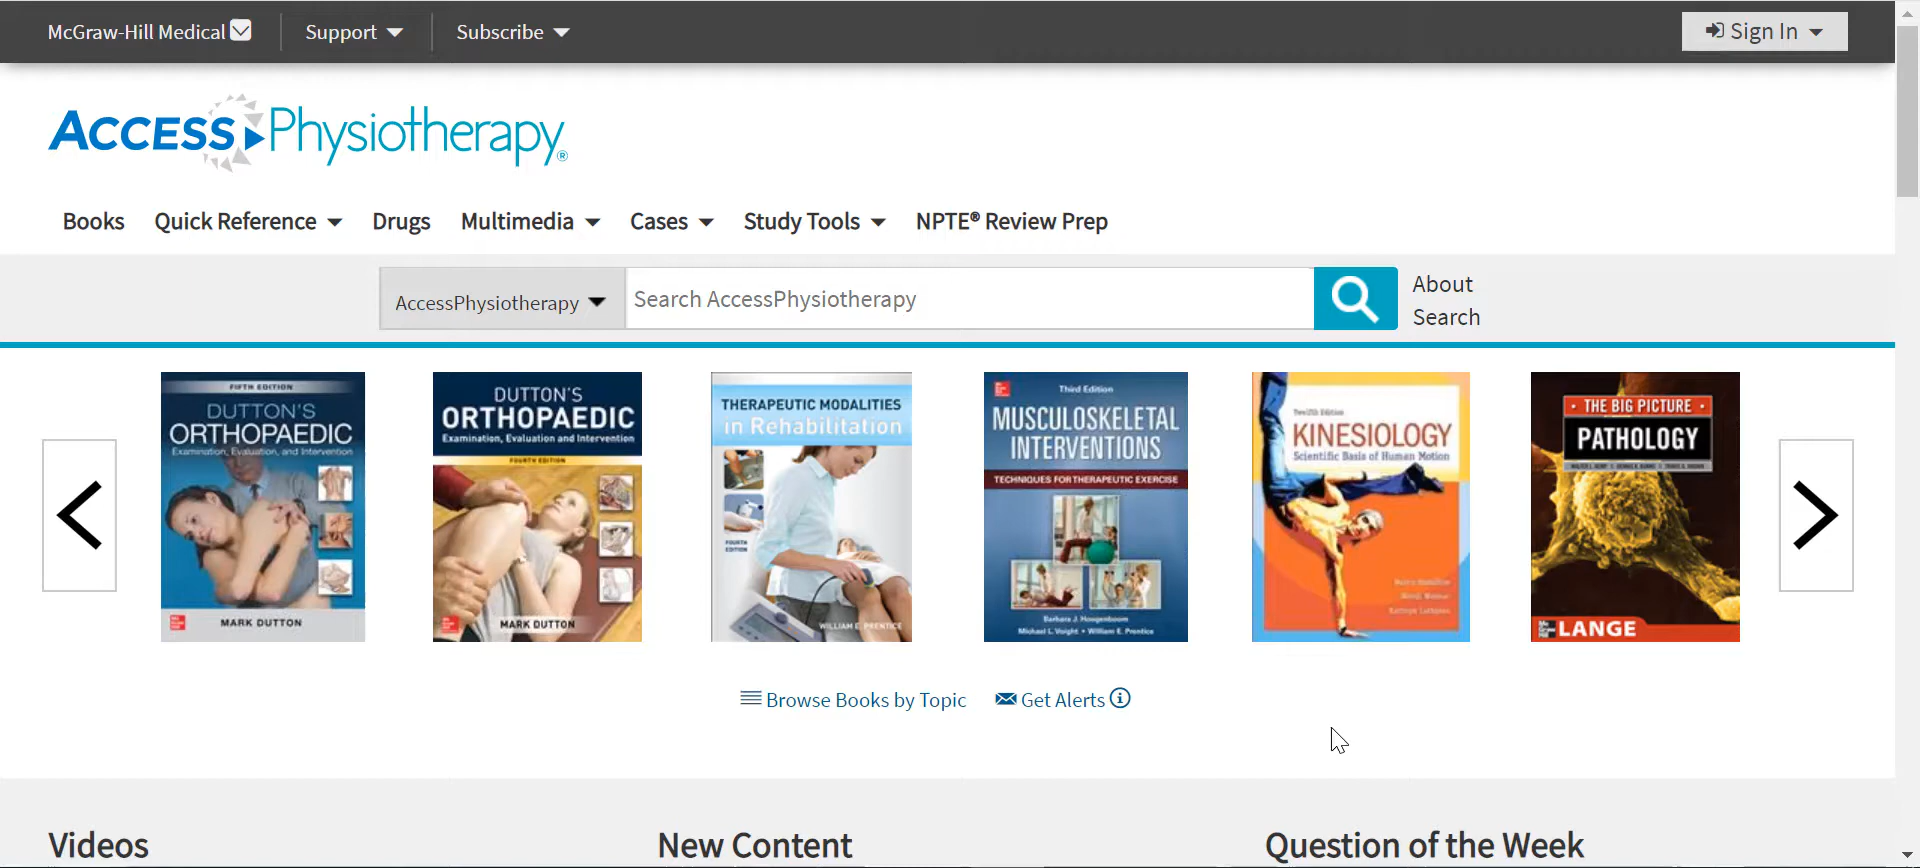 McGraw-Hill Medical
Support
Subscribe
Sign In
ACCESS Physiotherapy®
Books
Quick Reference
Drugs
Multimedia
Cases
Study Tools
NPTE® Review Prep
AccessPhysiotherapy
Search AccessPhysiotherapy
About
Search
FIFTH EDITION
DUTTON'S
ORTHOPAEDIC
Examination, Evaluation, and Intervention
MARK DUTTON
DUTTON'S
ORTHOPAEDIC
Examination, Evaluation and Intervention
FOURTH EDITION
MARK DUTTON
THERAPEUTIC MODALITIES
in Rehabilitation
FOURTH
EDITION
WILLIAM E. PRENTICE
Third Edition
MUSCULOSKELETAL
INTERVENTIONS
TECHNIQUES FOR THERAPEUTIC EXERCISE
Barbara J. Hoogenboom
Michael L. Voight • William E. Prentice
Twelfth Edition
KINESIOLOGY
Scientific Basis of Human Motion
• THE BIG PICTURE •
PATHOLOGY
LANGE
Browse Books by Topic
Get Alerts
Videos
New Content
Question of the Week